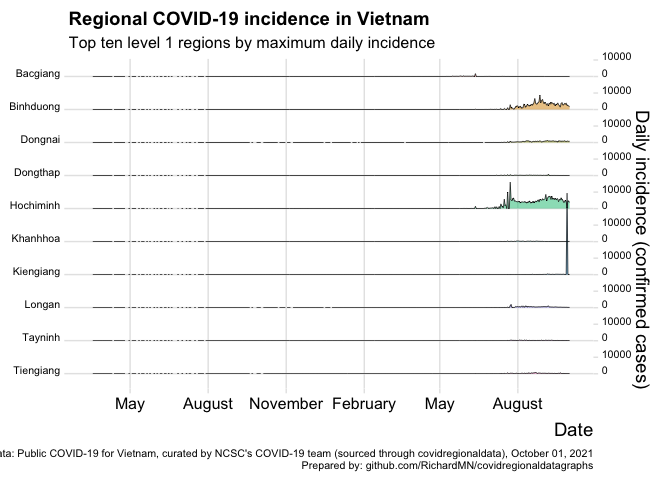 Regional COVID-19 incidence in Vietnam
Top ten level 1 regions by maximum daily incidence
Bacgiang
10000
0
Binhduong
10000
0
Dongnai
10000
0
Dongthap
10000
0
Hochiminh
10000
0
Khanhhoa
10000
0
Kiengiang
10000
0
Longan
10000
0
Tayninh
10000
0
Tiengiang
10000
0
Daily incidence (confirmed cases)
May August November February May August
Date
ata: Public COVID-19 for Vietnam, curated by NCSC's COVID-19 team (sourced through covidregionaldata), October 01, 2021
Prepared by: github.com/RichardMN/covidregionaldatagraphs